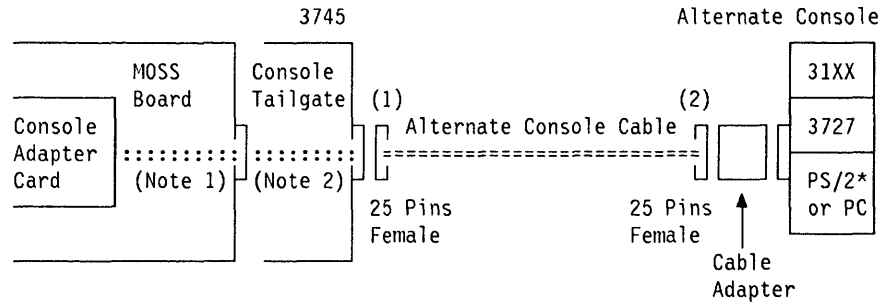 3745
Alternate Console
MOSS
Board
Console
Tailgate
(1)
(2)
31XX
Console
Adapter
Card
Alternate Console Cable
3727
(Note 1)
(Note 2)
PS/2*
or PC
25 Pins
Female
25 Pins
Female
Cable
Adapter